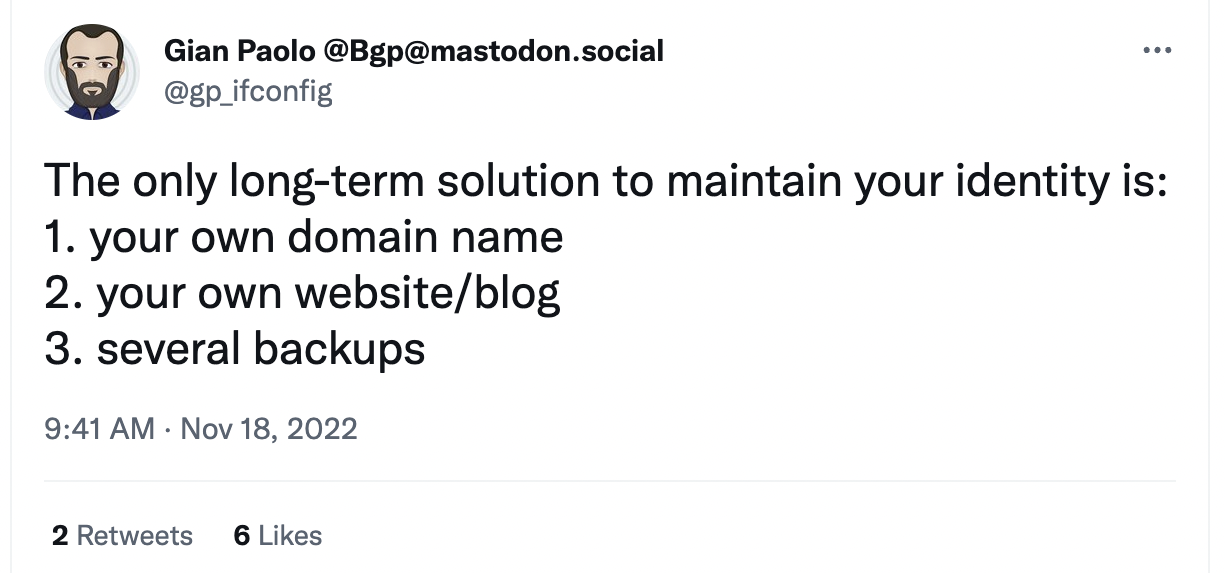 Gian Paolo @Bgp@mastodon.social
@gp_ifconfig
The only long-term solution to maintain your identity is:
1. your own domain name
2. your own website/blog
3. several backups
9:41 AM · Nov 18, 2022
2 Retweets 6 Likes